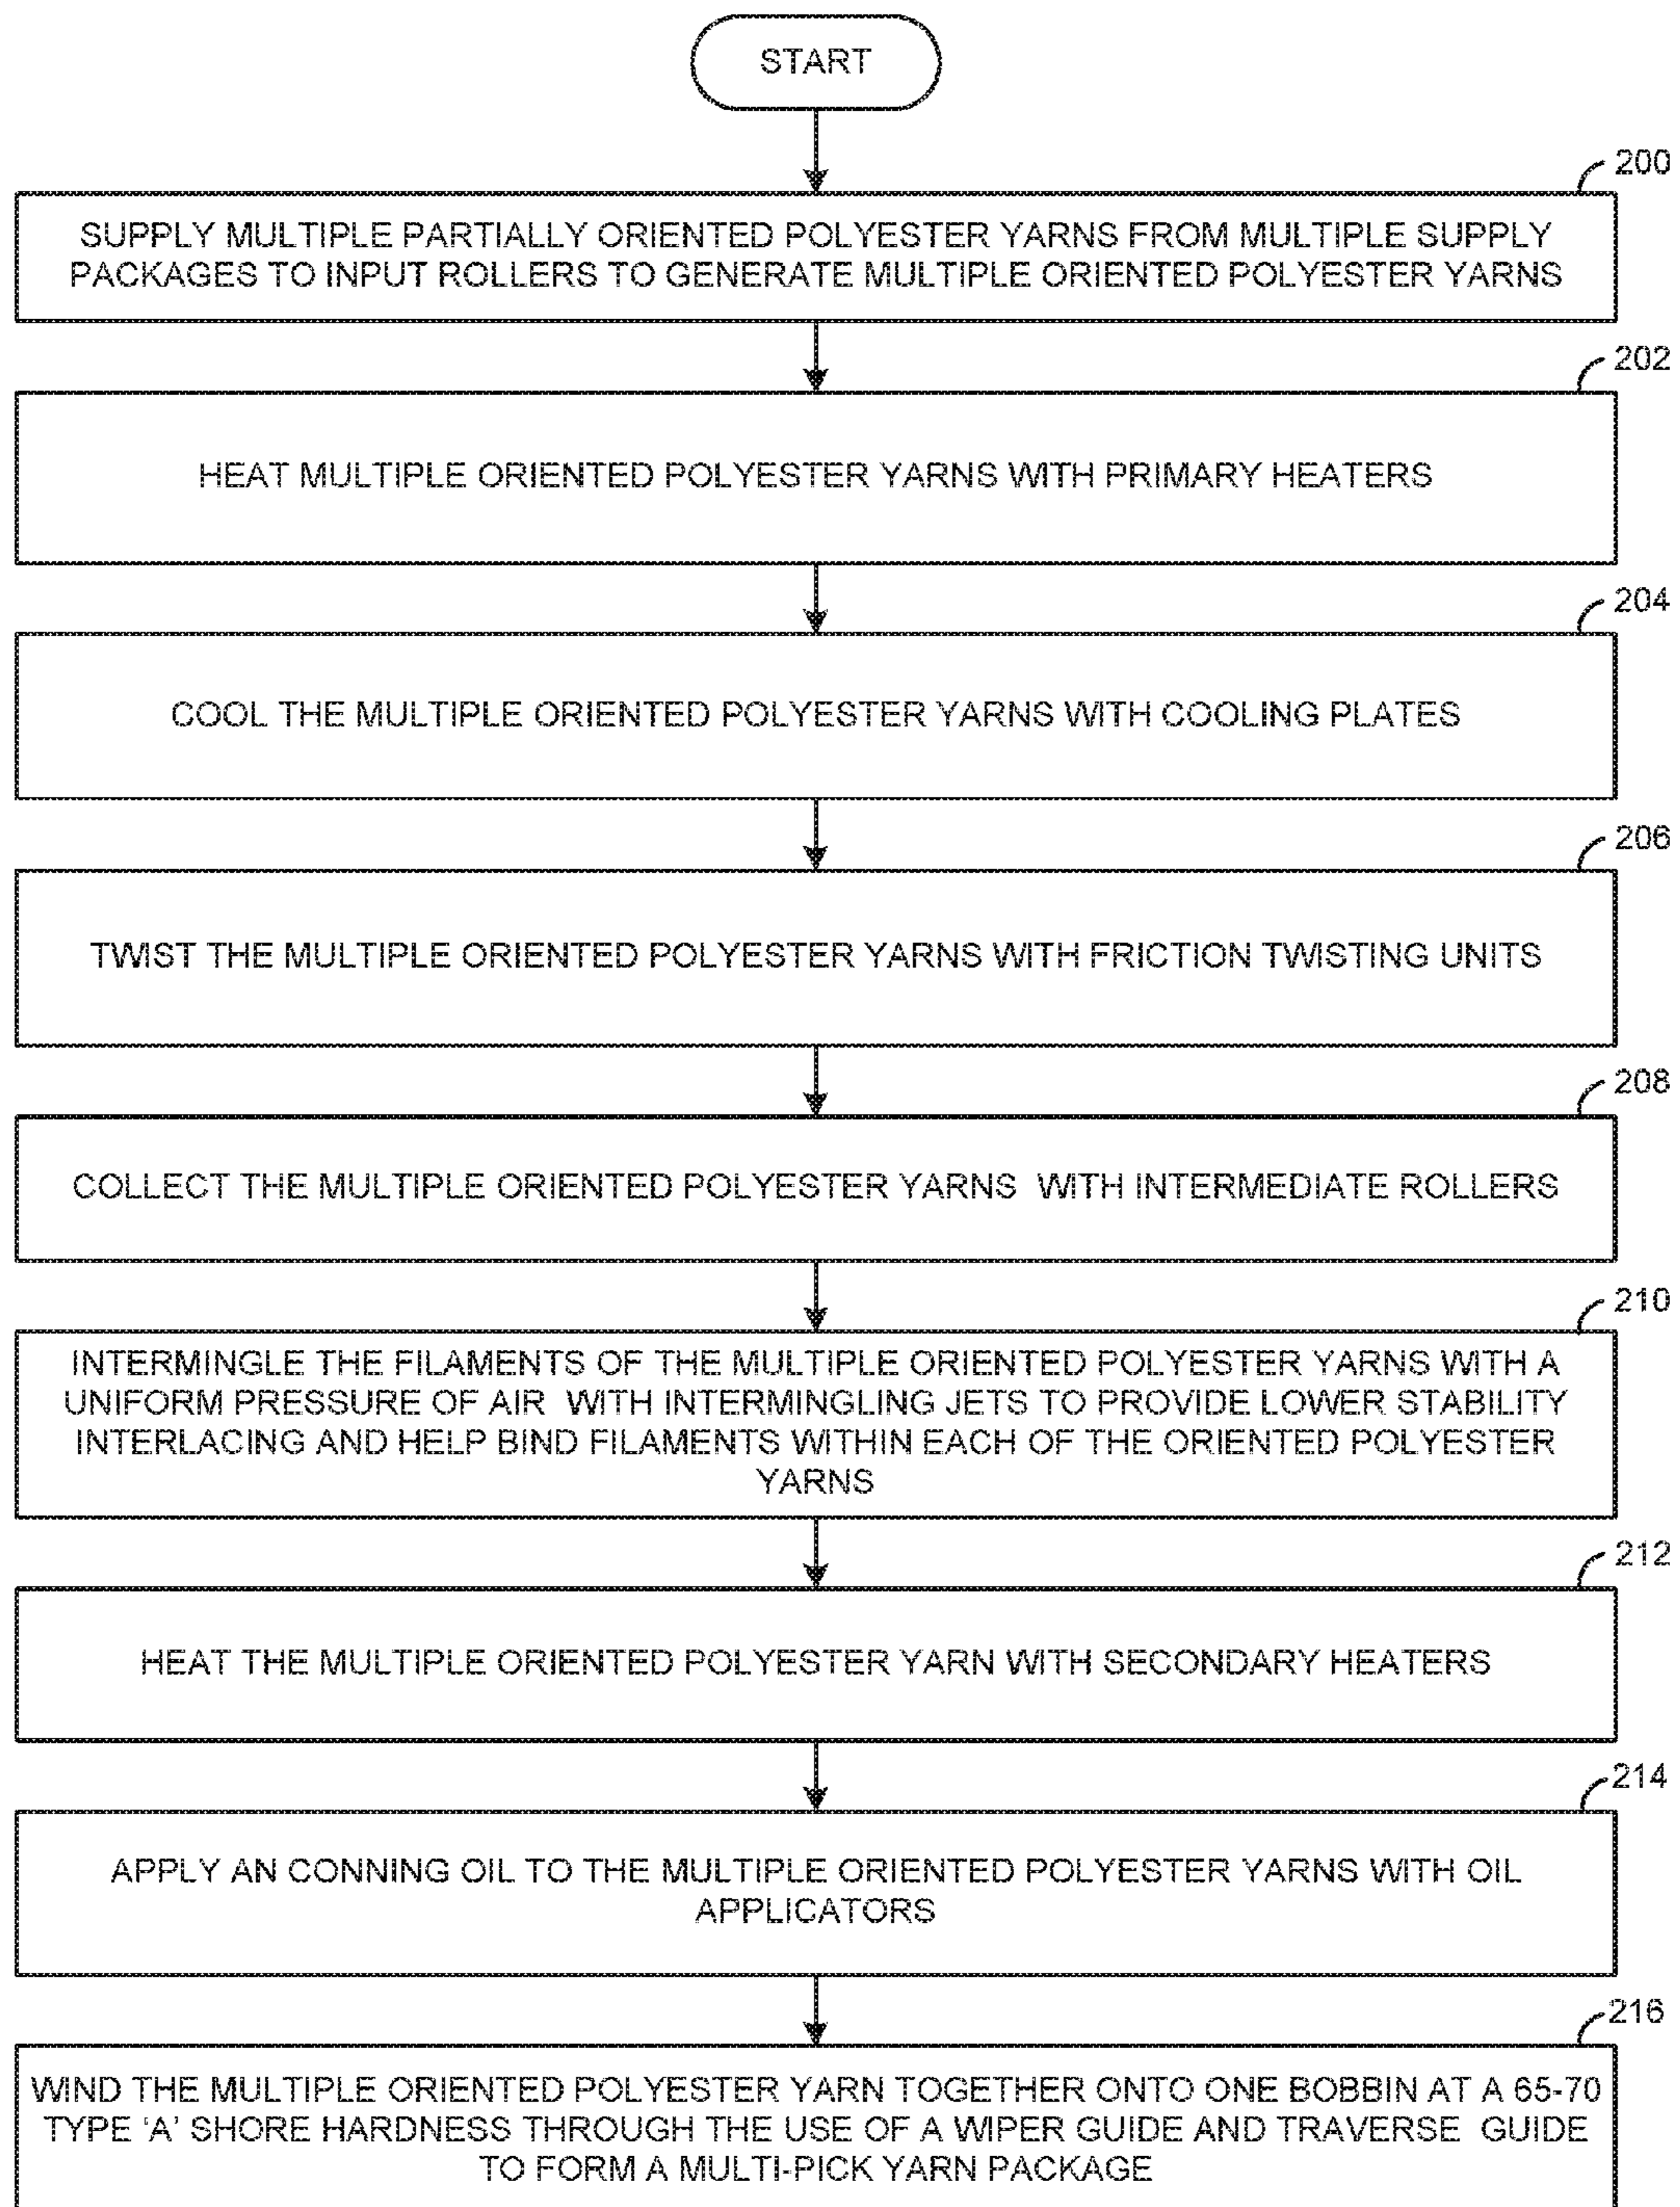 START
200
SUPPLY MULTIPLE PARTIALLY ORIENTED POLYESTER YARNS FROM MULTIPLE SUPPLY
PACKAGES TO INPUT ROLLERS TO GENERATE MULTIPLE ORIENTED POLYESTER YARNS
202
HEAT MULTIPLE ORIENTED POLYESTER YARNS WITH PRIMARY HEATERS
204
COOL THE MULTIPLE ORIENTED POLYESTER YARNS WITH COOLING PLATES
206
TWIST THE MULTIPLE ORIENTED POLYESTER YARNS WITH FRICTION TWISTING UNITS
208
COLLECT THE MULTIPLE ORIENTED POLYESTER YARNS WITH INTERMEDIATE ROLLERS
210
INTERMINGLE THE FILAMENTS OF THE MULTIPLE ORIENTED POLYESTER YARNS WITH A
UNIFORM PRESSURE OF AIR WITH INTERMINGLING JETS TO PROVIDE LOWER STABILITY
INTERLACING AND HELP BIND FILAMENTS WITHIN EACH OF THE ORIENTED POLYESTER
YARNS
212
HEAT THE MULTIPLE ORIENTED POLYESTER YARN WITH SECONDARY HEATERS
214
APPLY AN CONNING OIL TO THE MULTIPLE ORIENTED POLYESTER YARNS WITH OIL
APPLICATORS
216
WIND THE MULTIPLE ORIENTED POLYESTER YARN TOGETHER ONTO ONE BOBBIN AT A 65-70
TYPE 'A' SHORE HARDNESS THROUGH THE USE OF A WIPER GUIDE AND TRAVERSE GUIDE
TO FORM A MULTI-PICK YARN PACKAGE